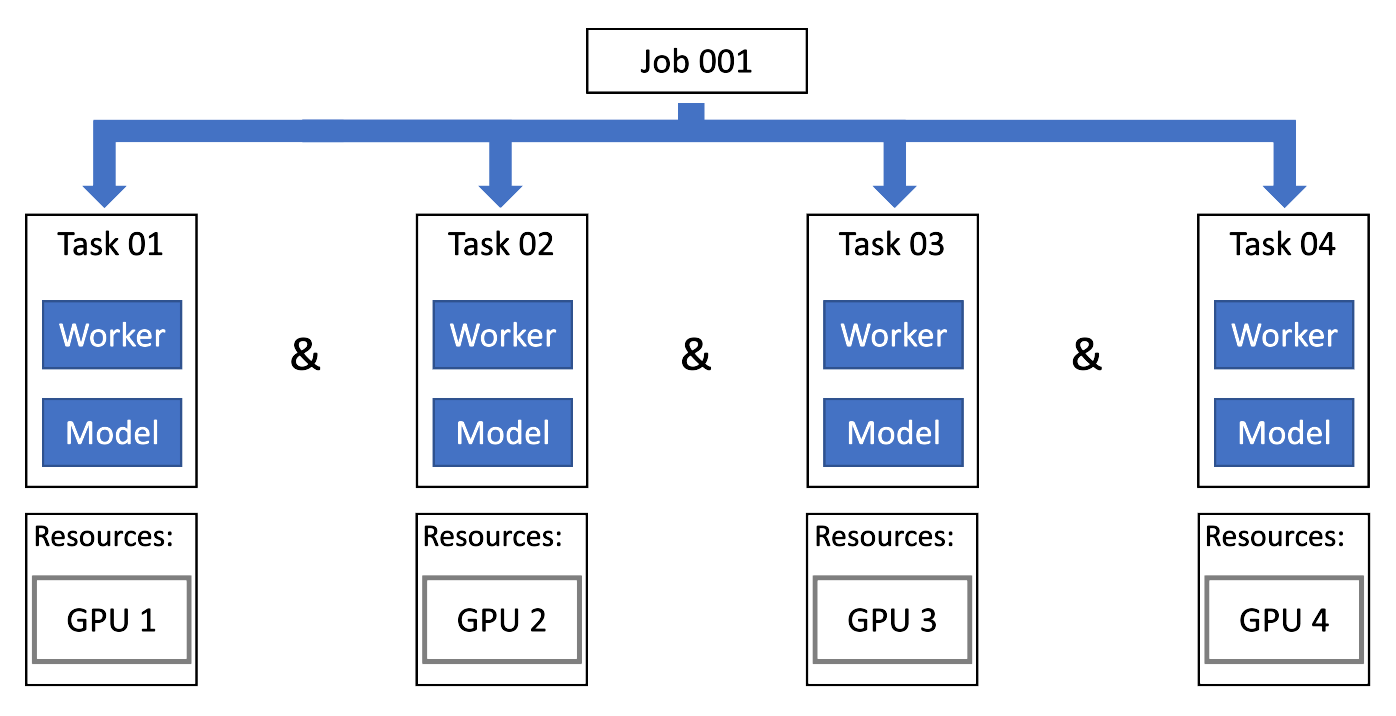 Job 001
Task 01
Worker
Model
&
Task 02
Worker
Model
&
Task 03
Worker
Model
&
Task 04
Worker
Model
Resources:
GPU 1
Resources:
GPU 2
Resources:
GPU 3
Resources:
GPU 4